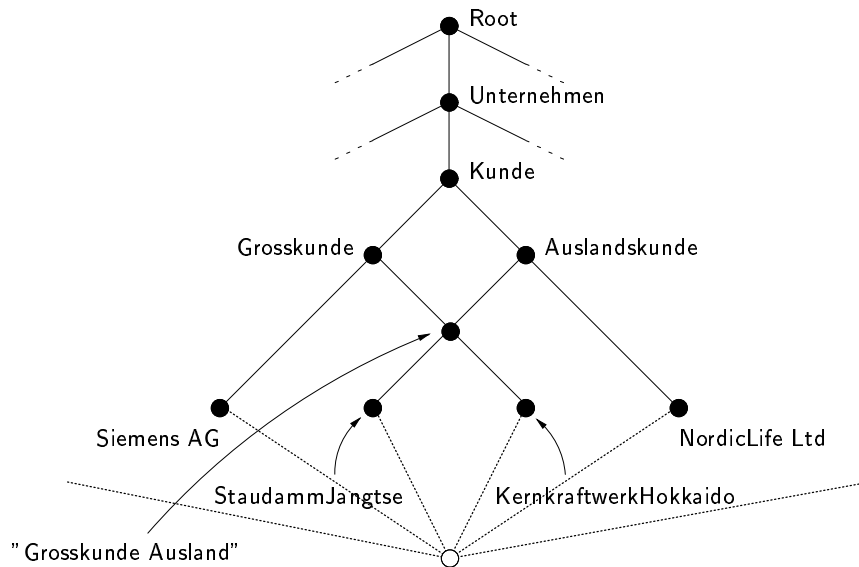 Root
Unternehmen
Kunde
Grosskunde
Auslandskunde
Siemens AG
NordicLife Ltd
StaudammJangtse
KernkraftwerkHokkaido
"Grosskunde Ausland"